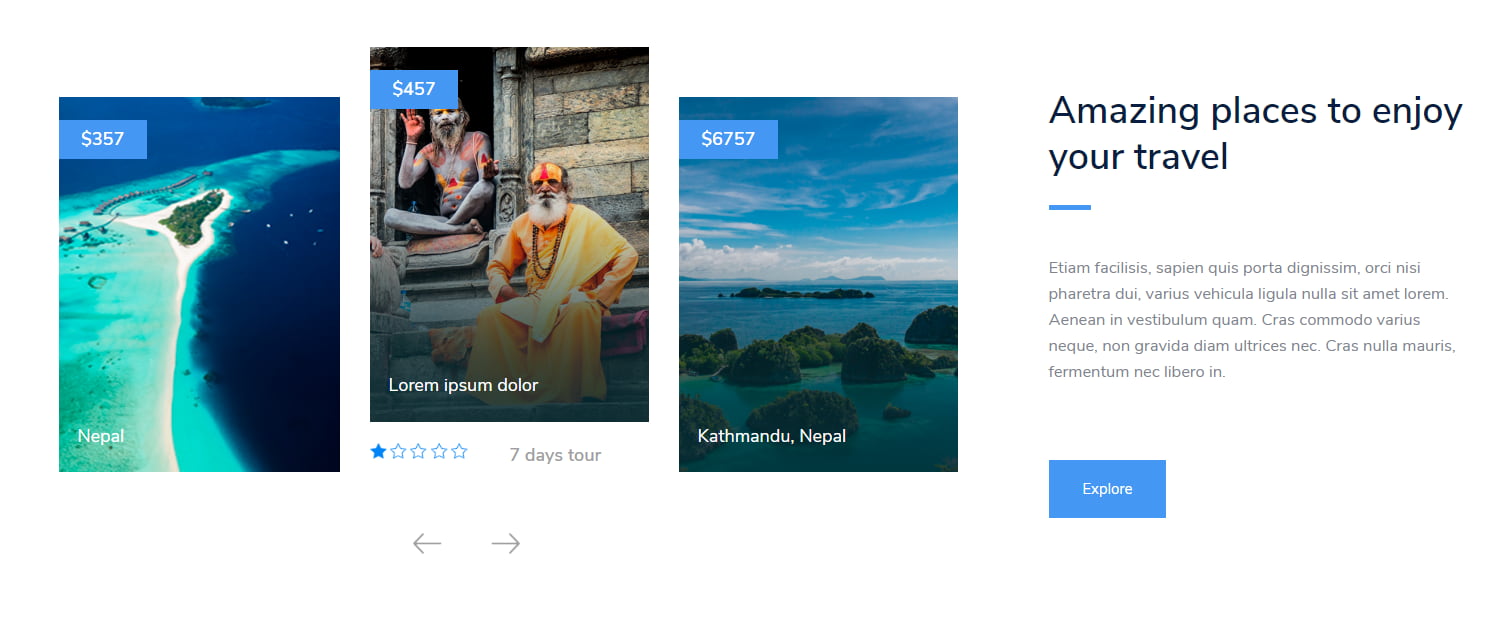 $357
Nepal
$457
Lorem ipsum dolor
7 days tour
$6757
Kathmandu, Nepal
Amazing places to enjoy
your travel
Etiam facilisis, sapien quis porta dignissim, orci nisi
pharetra dui, varius vehicula ligula nulla sit amet lorem.
Aenean in vestibulum quam. Cras commodo varius
neque, non gravida diam ultrices nec. Cras nulla mauris,
fermentum nec libero in.
Explore